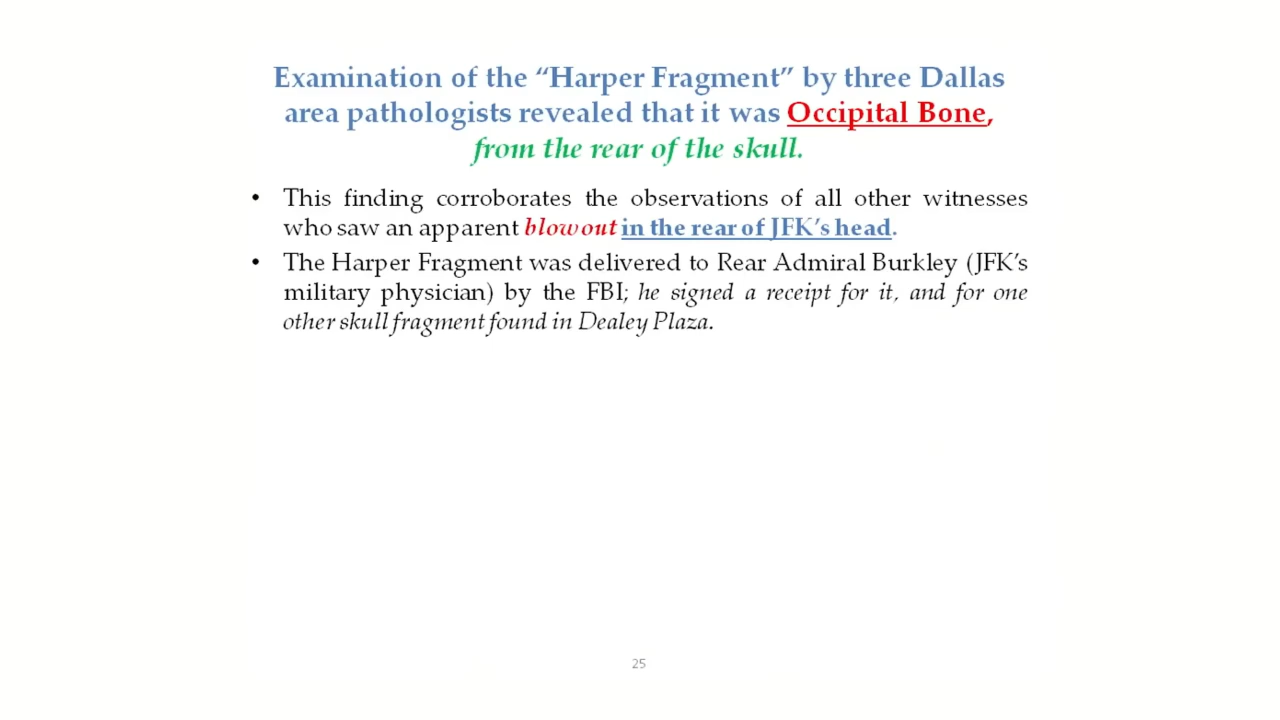 Examination of the “Harper Fragment” by three Dallas
area pathologists revealed that it was Occipital Bone,
from the rear of the skull.
• This finding corroborates the observations of all other witnesses
who saw an apparent blowout in the rear of JFK’s head.
• The Harper Fragment was delivered to Rear Admiral Burkley (JFK’s
military physician) by the FBI; he signed a receipt for it, and for one
other skull fragment found in Dealey Plaza.
25